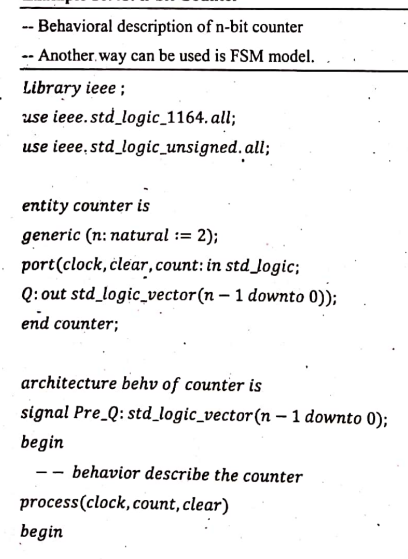 -- Behavioral description of n-bit counter
-- Another way can be used is FSM model.
Library ieee ;
use ieee.std_logic_1164.all;
use ieee.std_logic_unsigned.all;
entity counter is
generic (n: natural := 2);
port(clock, clear, count: in std_logic;
Q: out std_logic_vector(n − 1 downto 0));
end counter;
architecture behv of counter is
signal Pre_Q: std_logic_vector(n − 1 downto 0);
begin
−− behavior describe the counter
process(clock, count, clear)
begin